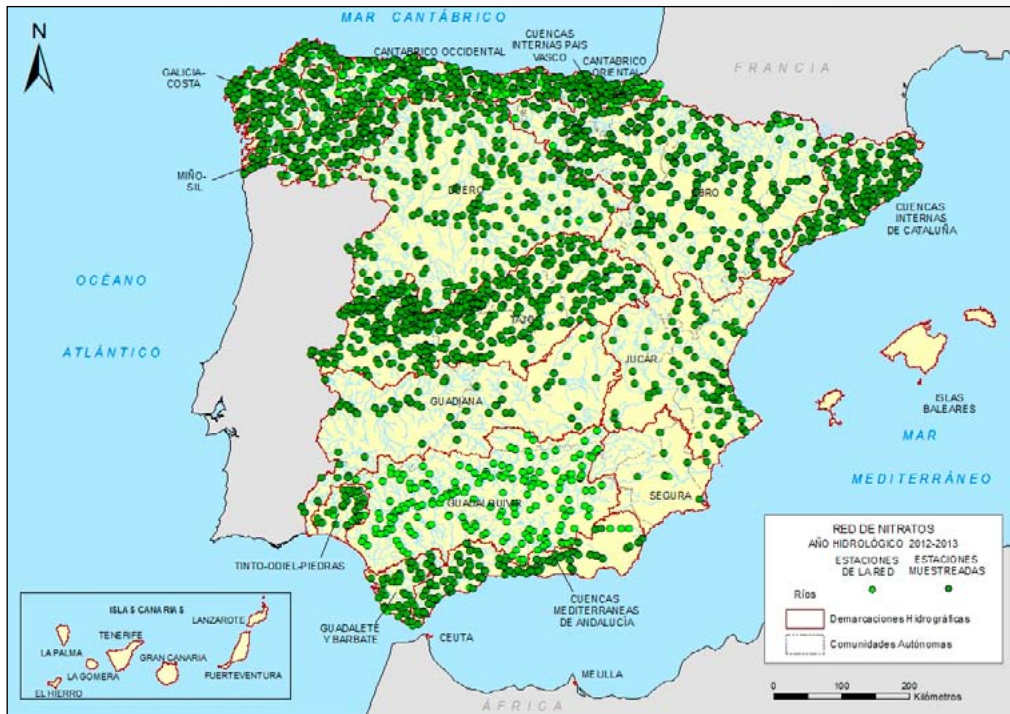 N
MAR CANTÁBRICO
CANTABRICO OCCIDENTAL
CUENCAS
INTERNAS PAIS
VASCO
CANTABRICO
ORIENTAL
FRANCIA
GALICIA-
COSTA
MIÑO-
SIL
DUERO
EBRO
CUENCAS
INTERNAS
DE CATALUÑA
OCÉANO
ATLÁNTICO
TAJO
JUCAR
GUADIANA
ISLAS
BALEARES
MAR
MEDITERRÁNEO
SEGURA
GUADALQUIVIR
TINTO-ODIEL-PIEDRAS
GUADALETE
Y BARBATE
CUENCAS
MEDITERRANEAS
DE ANDALUCÍA
CEUTA
MELILLA
ÁFRICA
ISLAS CANARIAS
LANZAROTE
LA PALMA
TENERIFE
GRAN CANARIA
LA GOMERA
EL HIERRO
FUERTEVENTURA
RED DE NITRATOS
AÑO HIDROLÓGICO 2012-2013
ESTACIONES
DE LA RED
ESTACIONES
MUESTREADAS
Ríos
Demarcaciones Hidrográficas
Comunidades Autónomas
0 100 200
Kilómetros